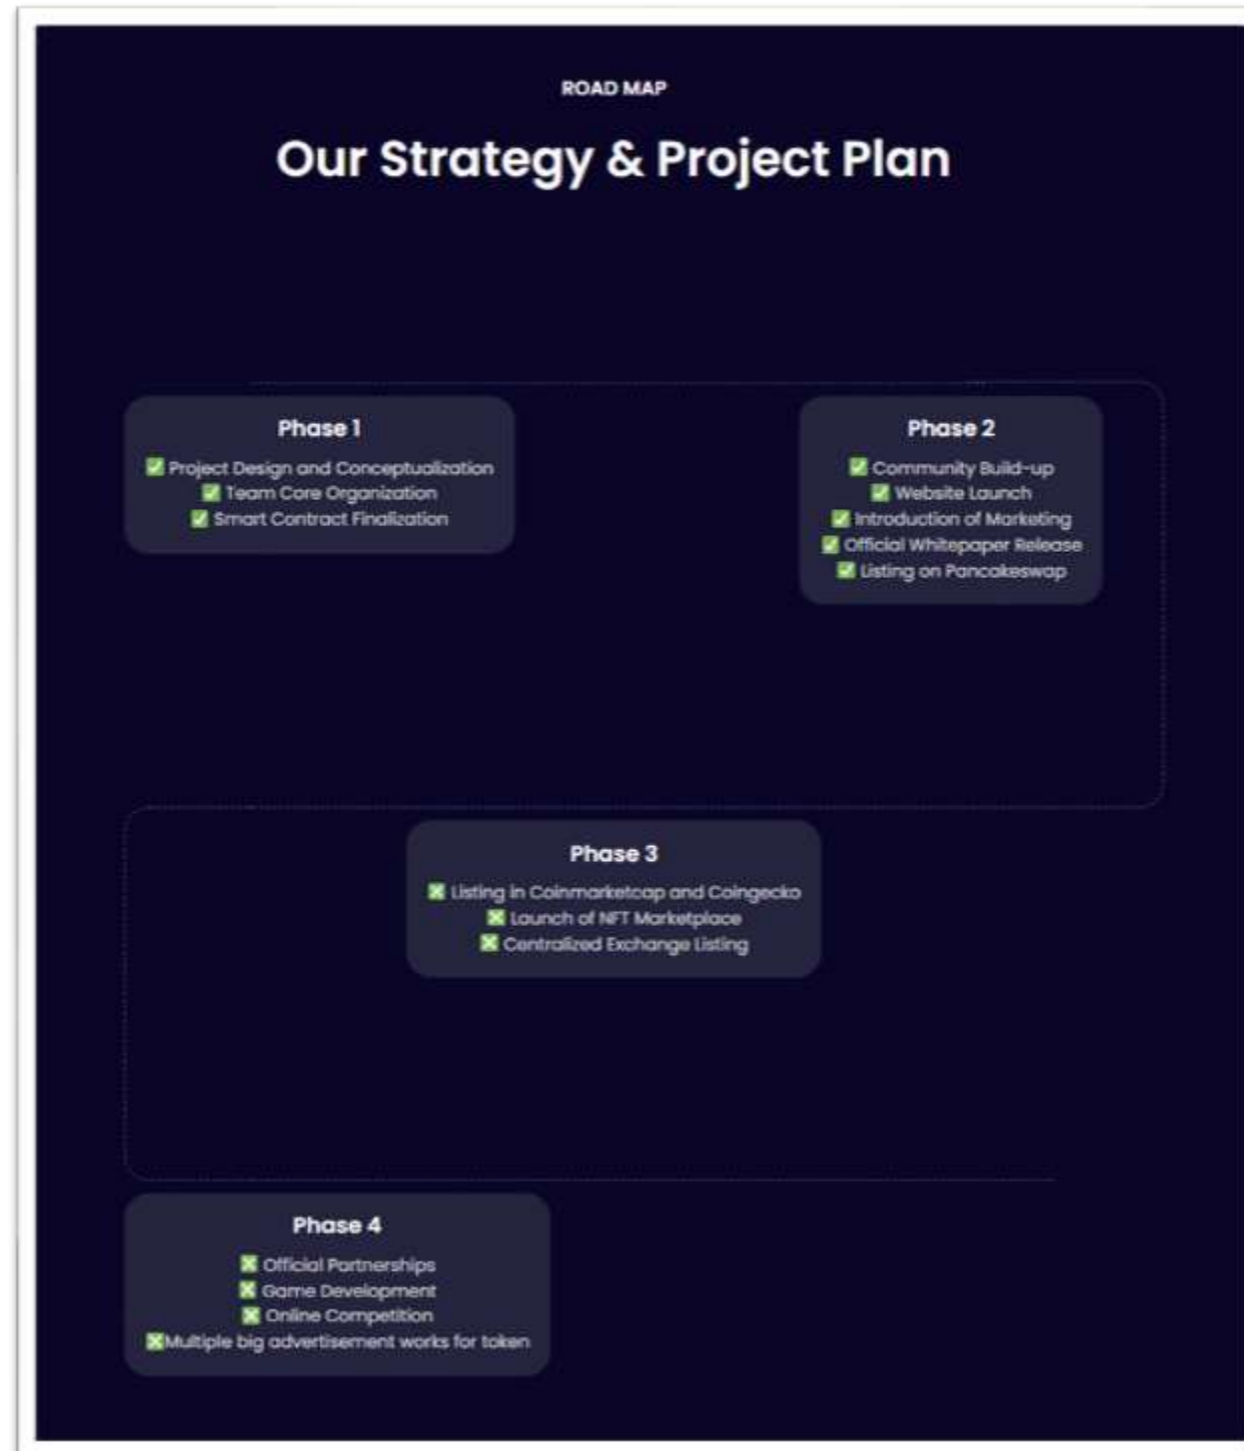 ROAD MAP
Our Strategy & Project Plan
Phase 1
✅ Project Design and Conceptualization
✅ Team Core Organization
✅ Smart Contract Finalization
Phase 2
✅ Community Build-up
✅ Website Launch
✅ Introduction of Marketing
✅ Official Whitepaper Release
✅ Listing on Pancakeswap
Phase 3
❎ Listing in Coinmarketcap and Coingecko
❎ Launch of NFT Marketplace
❎ Centralized Exchange Listing
Phase 4
❎ Official Partnerships
❎ Game Development
❎ Online Competition
❎Multiple big advertisement works for token